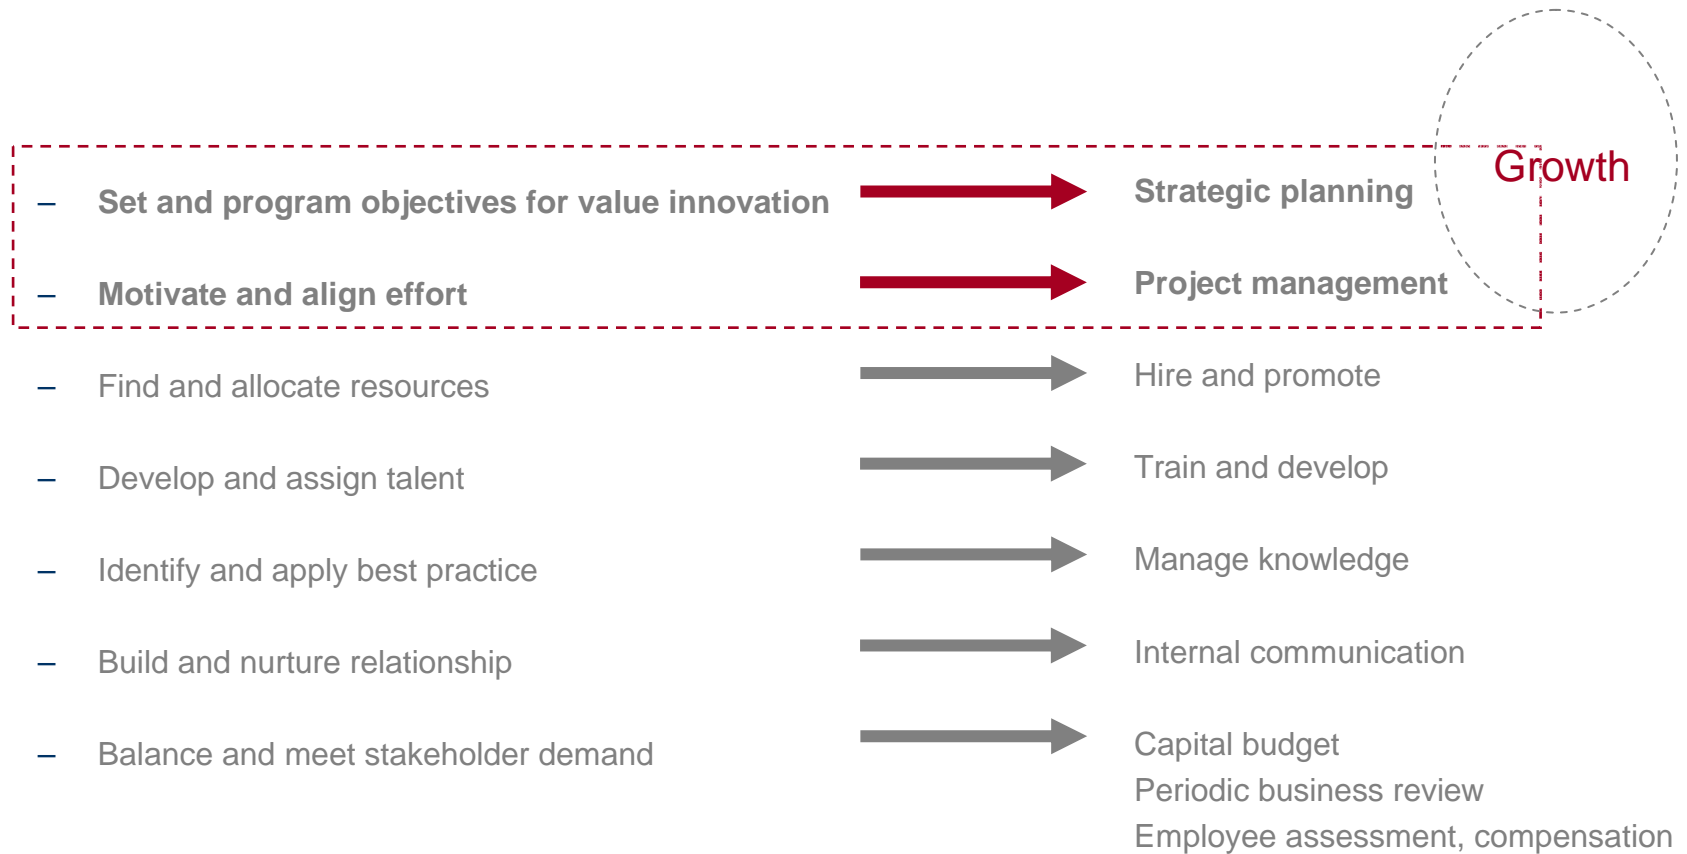 Growth
– Set and program objectives for value innovation
Strategic planning
– Motivate and align effort
Project management
– Find and allocate resources
Hire and promote
– Develop and assign talent
Train and develop
– Identify and apply best practice
Manage knowledge
– Build and nurture relationship
Internal communication
– Balance and meet stakeholder demand
Capital budget
Periodic business review
Employee assessment, compensation